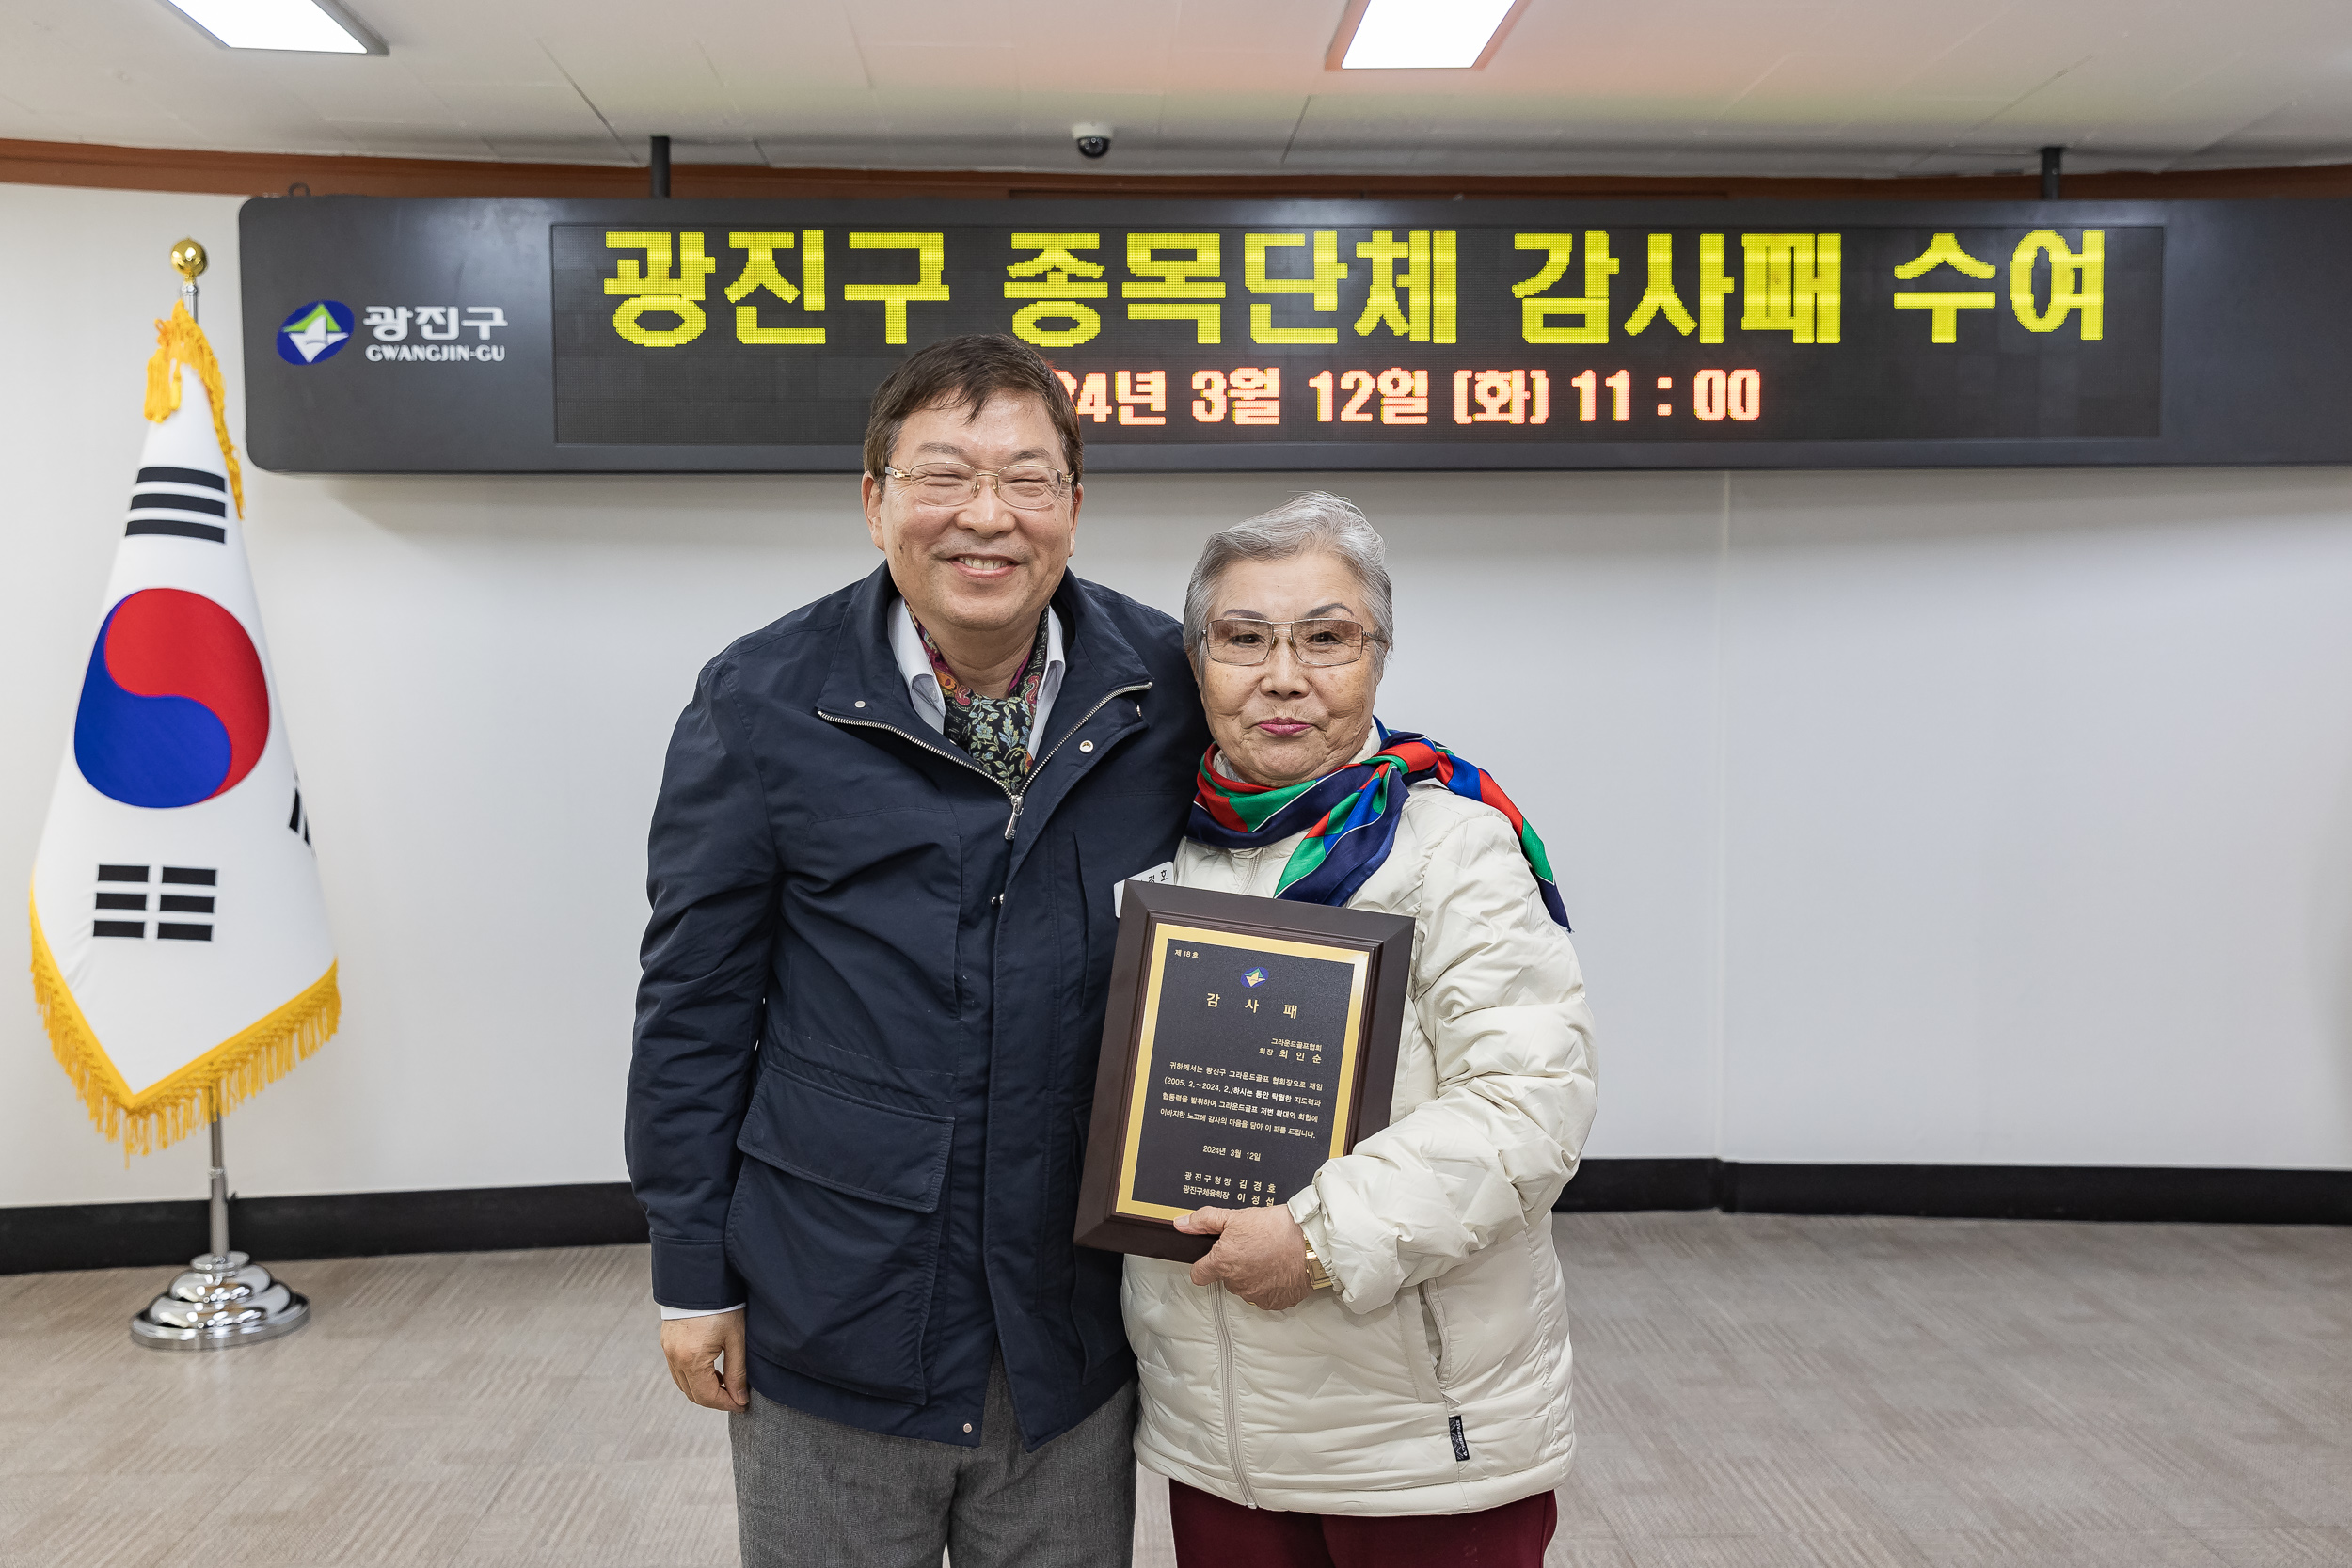 광진구 종목단체 감사패 수여
광진구
GWANGJIN-GU
24년 3월 12일 (화) 11 : 00
경 호
제 18 호
감 사 패
그라운드골프협회
회장 최 인 순
귀하께서는 광진구 그라운드골프 협회장으로 재임
(2005. 2.~2024. 2.)하시는 동안 탁월한 지도력과
협동력을 발휘하여 그라운드골프 저변 확대와 화합에
이바지한 노고에 감사의 마음을 담아 이 패를 드립니다.
2024년 3월 12일
광 진 구 청 장 김 경 호
광진구체육회장 이 정 섭